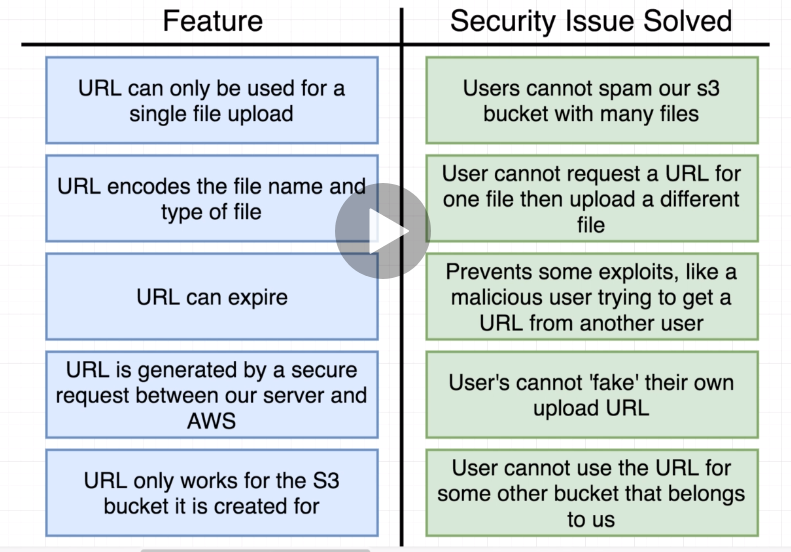 Feature
Security Issue Solved
URL can only be used for a
single file upload
Users cannot spam our s3
bucket with many files
URL encodes the file name and
type of file
User cannot request a URL for
one file then upload a different
file
URL can expire
Prevents some exploits, like a
malicious user trying to get a
URL from another user
URL is generated by a secure
request between our server and
AWS
User's cannot 'fake' their own
upload URL
URL only works for the S3
bucket it is created for
User cannot use the URL for
some other bucket that belongs
to us